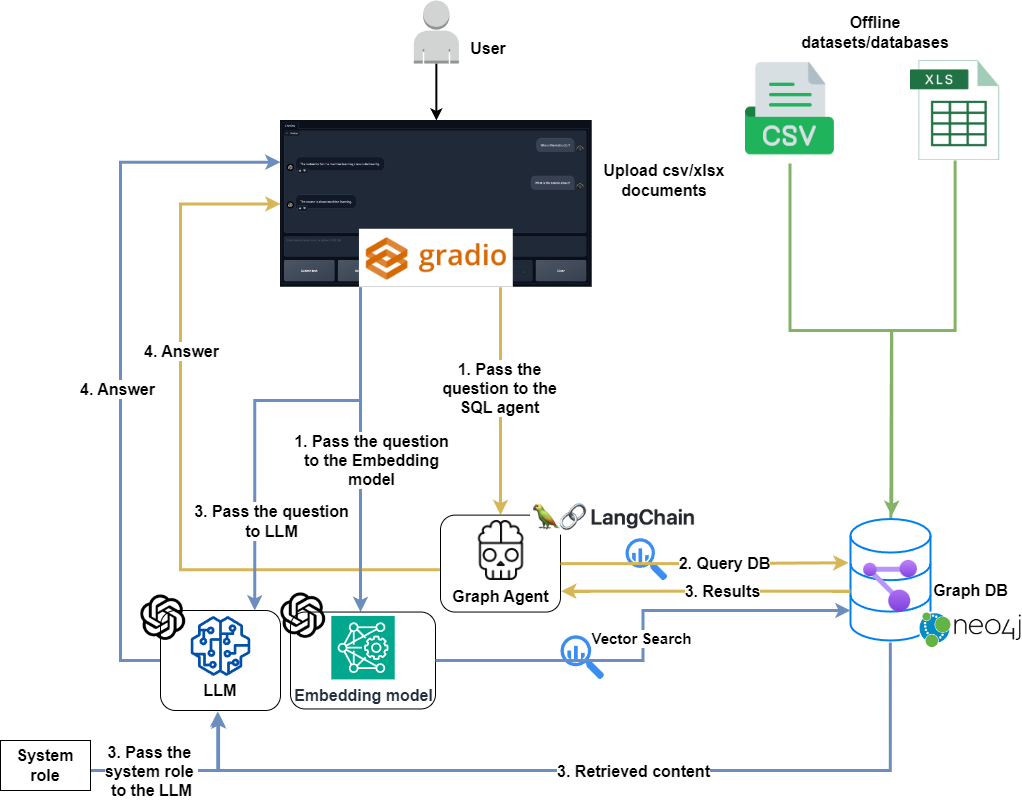 Offline
datasets/databases
User
XLS
CSV
Upload csv/xlsx
documents
gradio
4. Answer
4. Answer
1. Pass the
question to the
SQL agent
1. Pass the question
to the Embedding
model
3. Pass the question
to LLM
LangChain
2. Query DB
Graph Agent
3. Results
Graph DB
neo4j
Vector Search
LLM
Embedding model
System
role
3. Pass the
system role
to the LLM
3. Retrieved content